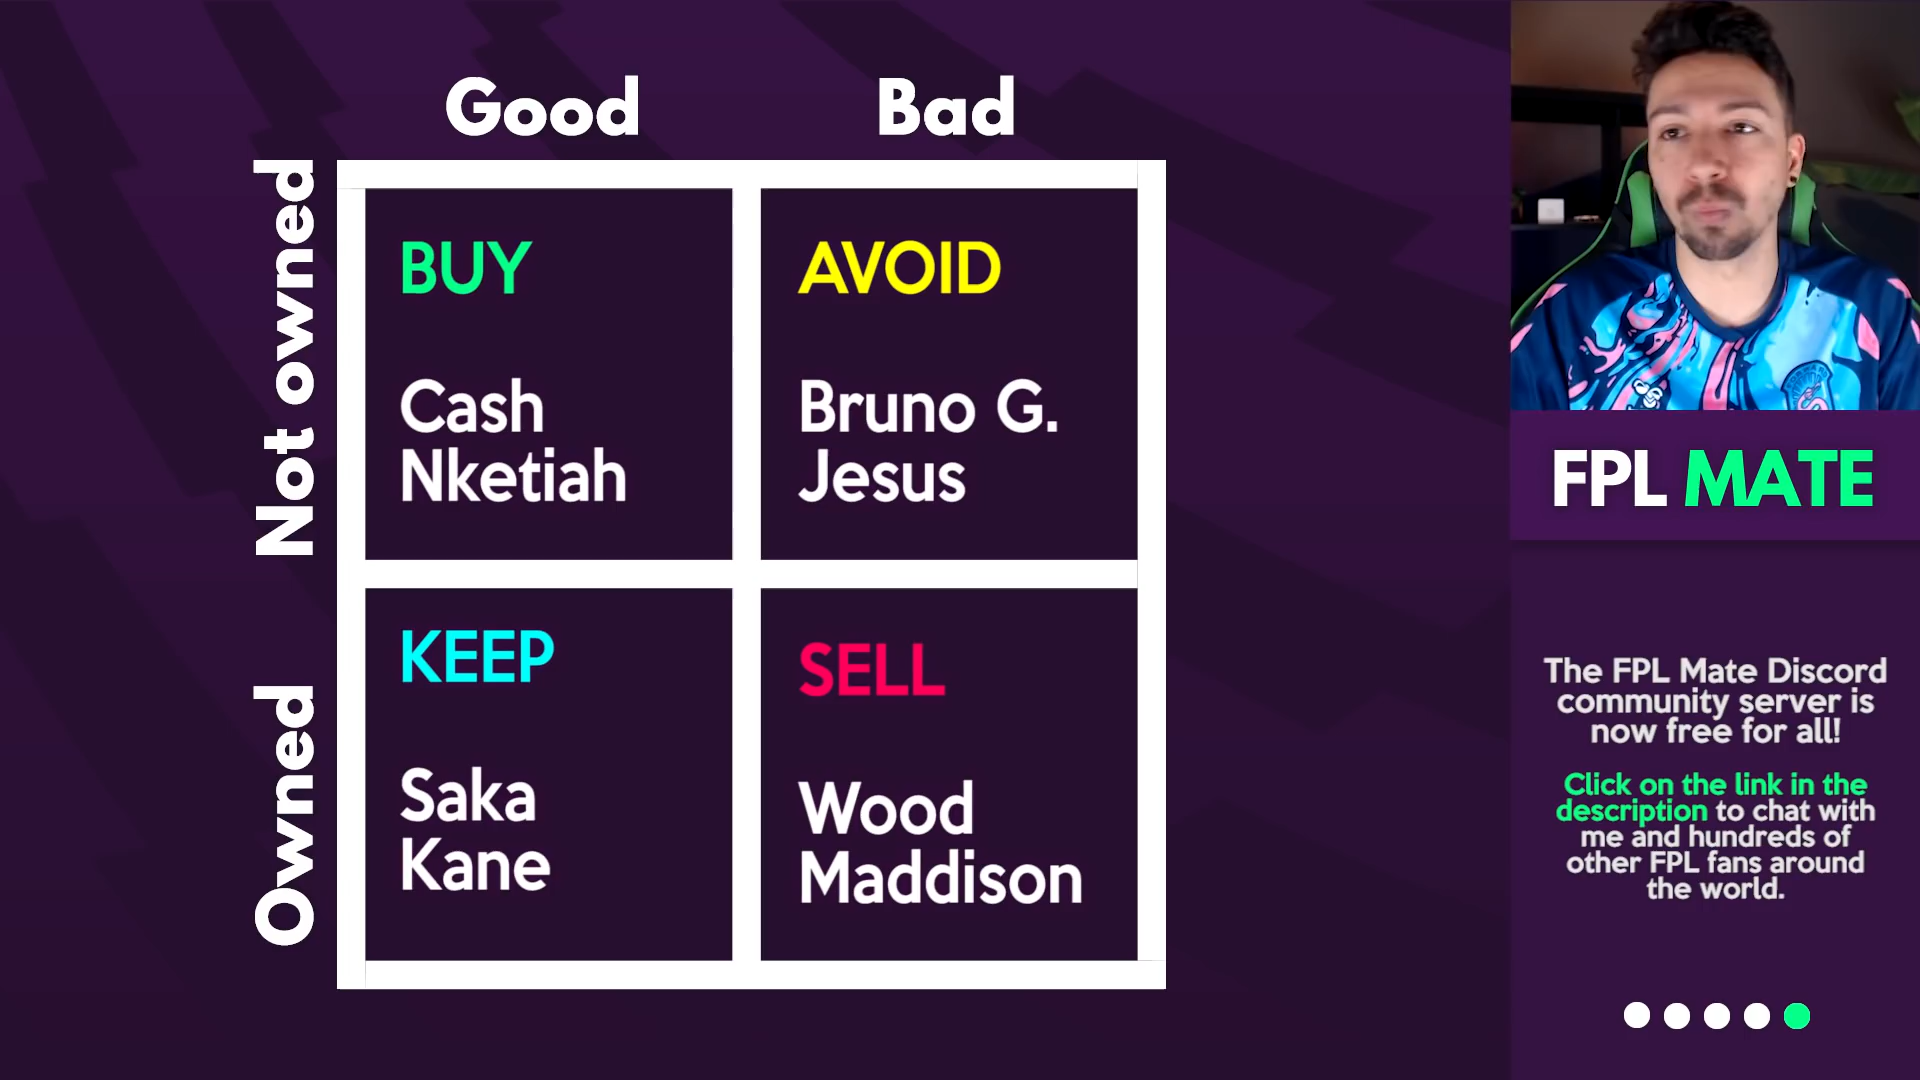 Good
Bad
Not owned
BUY
Cash
Nketiah
AVOID
Bruno G.
Jesus
Owned
KEEP
Saka
Kane
SELL
Wood
Maddison
FPL MATE
The FPL Mate Discord
community server is
now free for all!
Click on the link in the
description to chat with
me and hundreds of
other FPL fans around
the world.